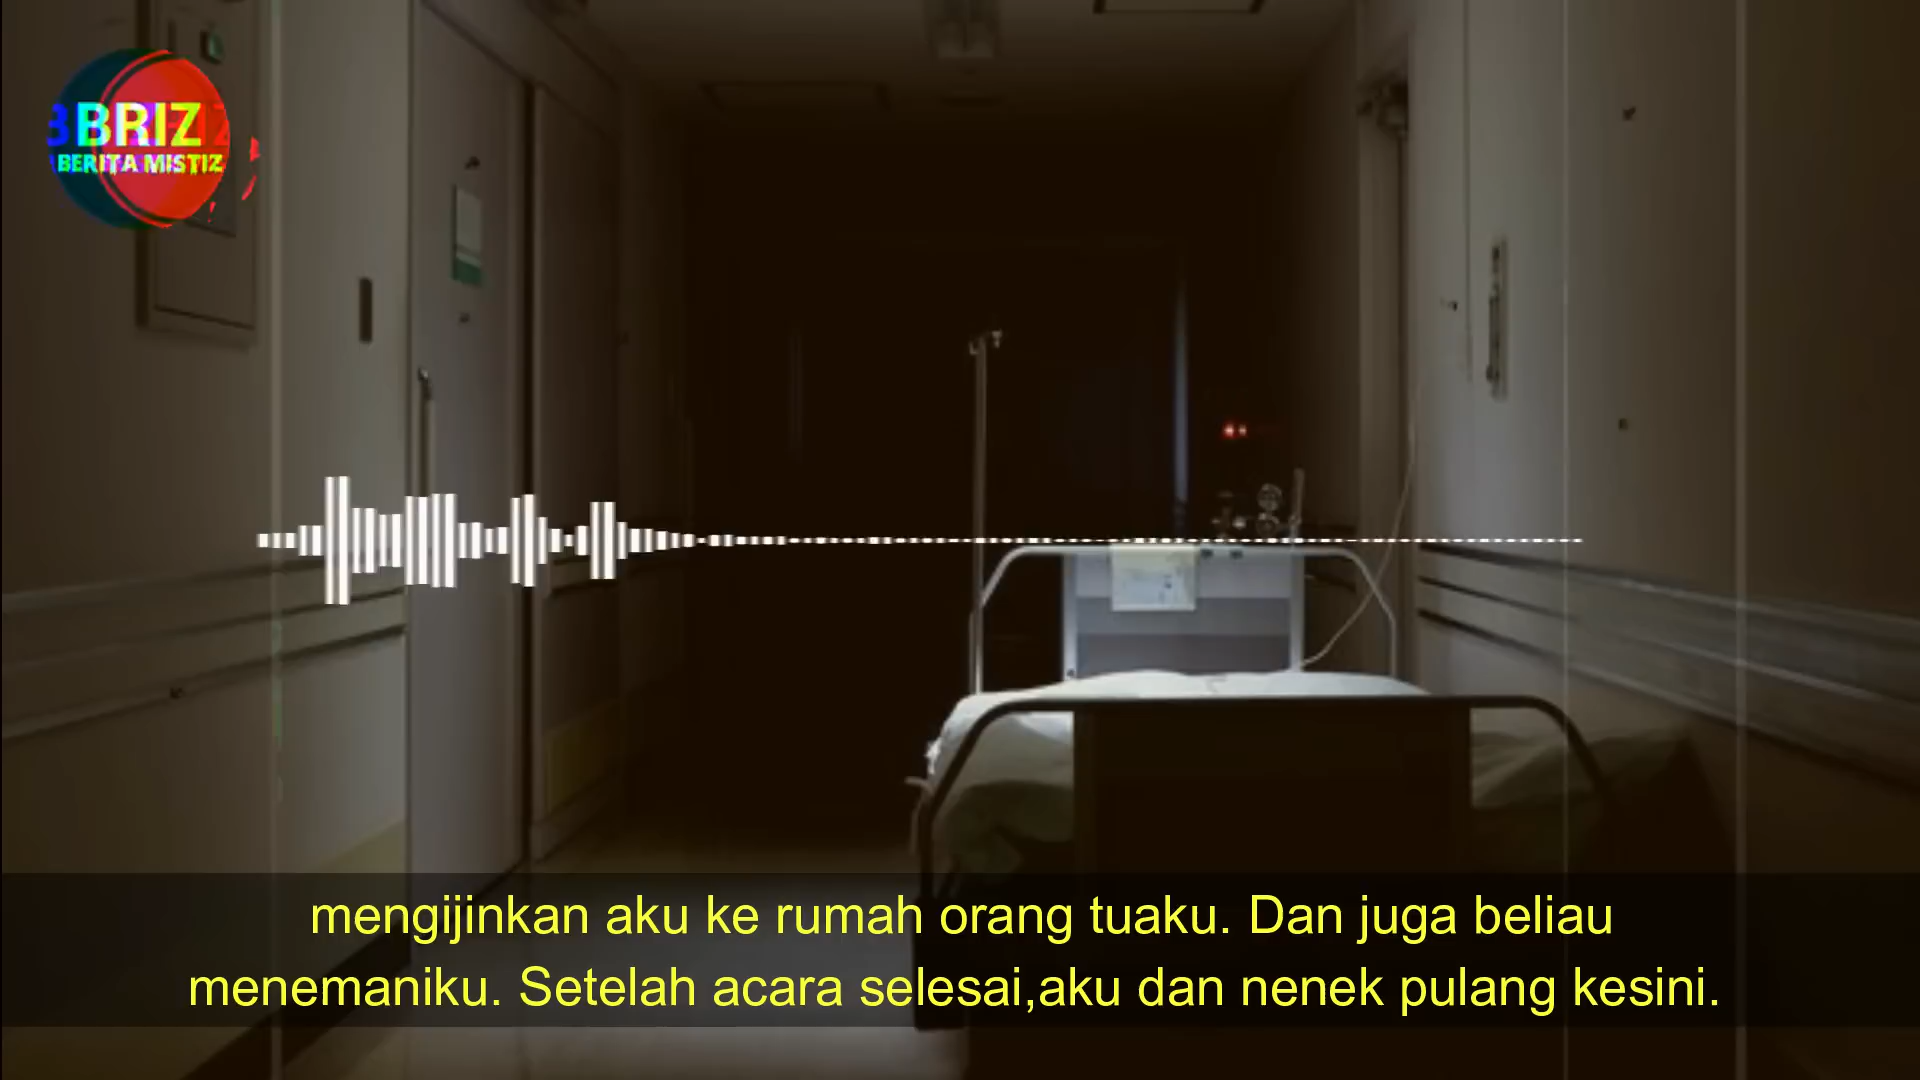 BRIZ
BERITA MISTIZ
mengijinkan aku ke rumah orang tuaku. Dan juga beliau
menemaniku. Setelah acara selesai,aku dan nenek pulang kesini.